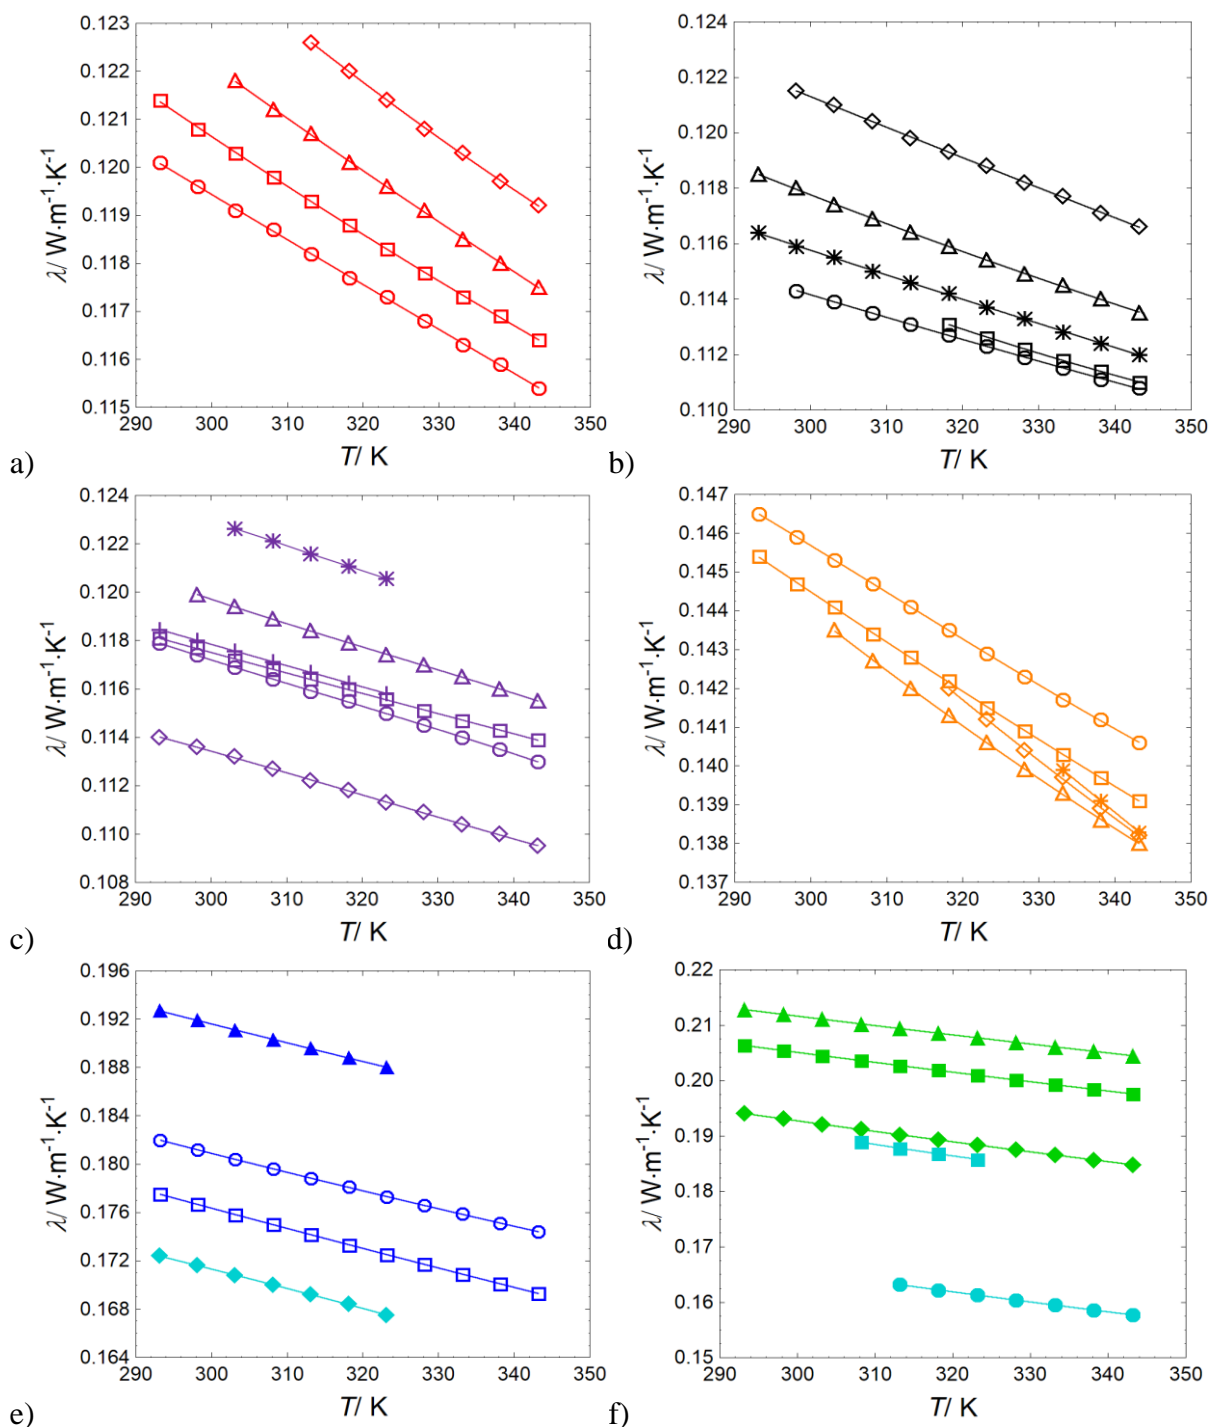 0.123
0.122
0.121
0.120
0.119
0.118
0.117
0.116
0.115
λ/ W·m-1·K-1
290 300 310 320 330 340 350
T/ K
a)
0.124
0.122
0.120
0.118
0.116
0.114
0.112
0.110
λ/ W·m-1·K-1
290 300 310 320 330 340 350
T/ K
b)
0.124
0.122
0.120
0.118
0.116
0.114
0.112
0.110
0.108
λ/ W·m-1·K-1
290 300 310 320 330 340 350
T/ K
c)
0.147
0.146
0.145
0.144
0.143
0.142
0.141
0.140
0.139
0.138
0.137
λ/ W·m-1·K-1
290 300 310 320 330 340 350
T/ K
d)
0.196
0.192
0.188
0.184
0.180
0.176
0.172
0.168
0.164
λ/ W·m-1·K-1
290 300 310 320 330 340 350
T/ K
e)
0.22
0.21
0.20
0.19
0.18
0.17
0.16
0.15
λ/ W·m-1·K-1
290 300 310 320 330 340 350
T/ K
f)